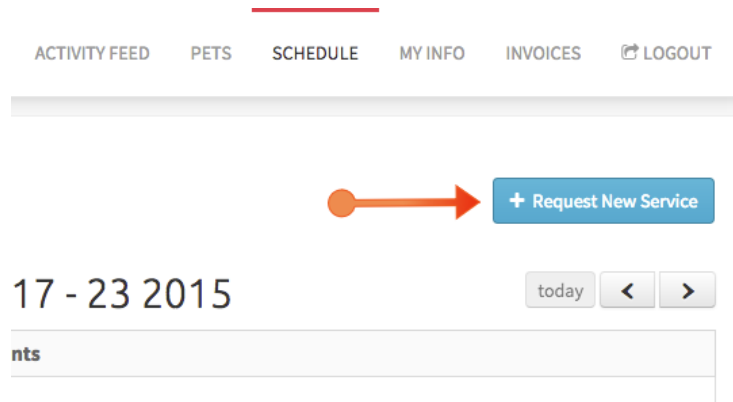 ACTIVITY FEED PETS SCHEDULE MY INFO INVOICES LOGOUT
+ Request New Service
17 - 23 2015 today
nts